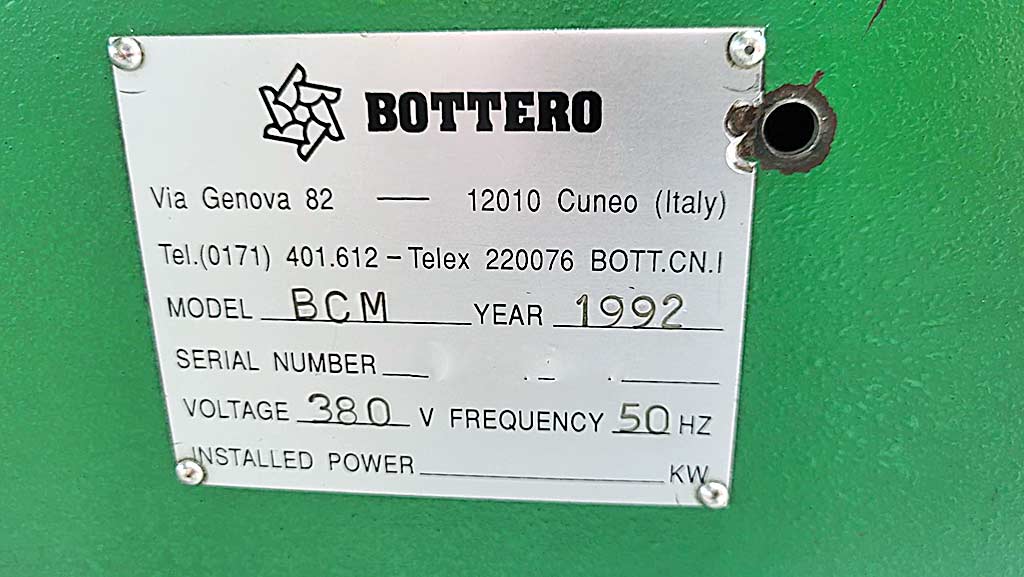 BOTTERO
Via Genova 82 — 12010 Cuneo (Italy)
Tel.(0171) 401.612 – Telex 220076 BOTT.CN.I
MODEL BCM YEAR 1992
SERIAL NUMBER
VOLTAGE 380 V FREQUENCY 50 HZ
INSTALLED POWER KW